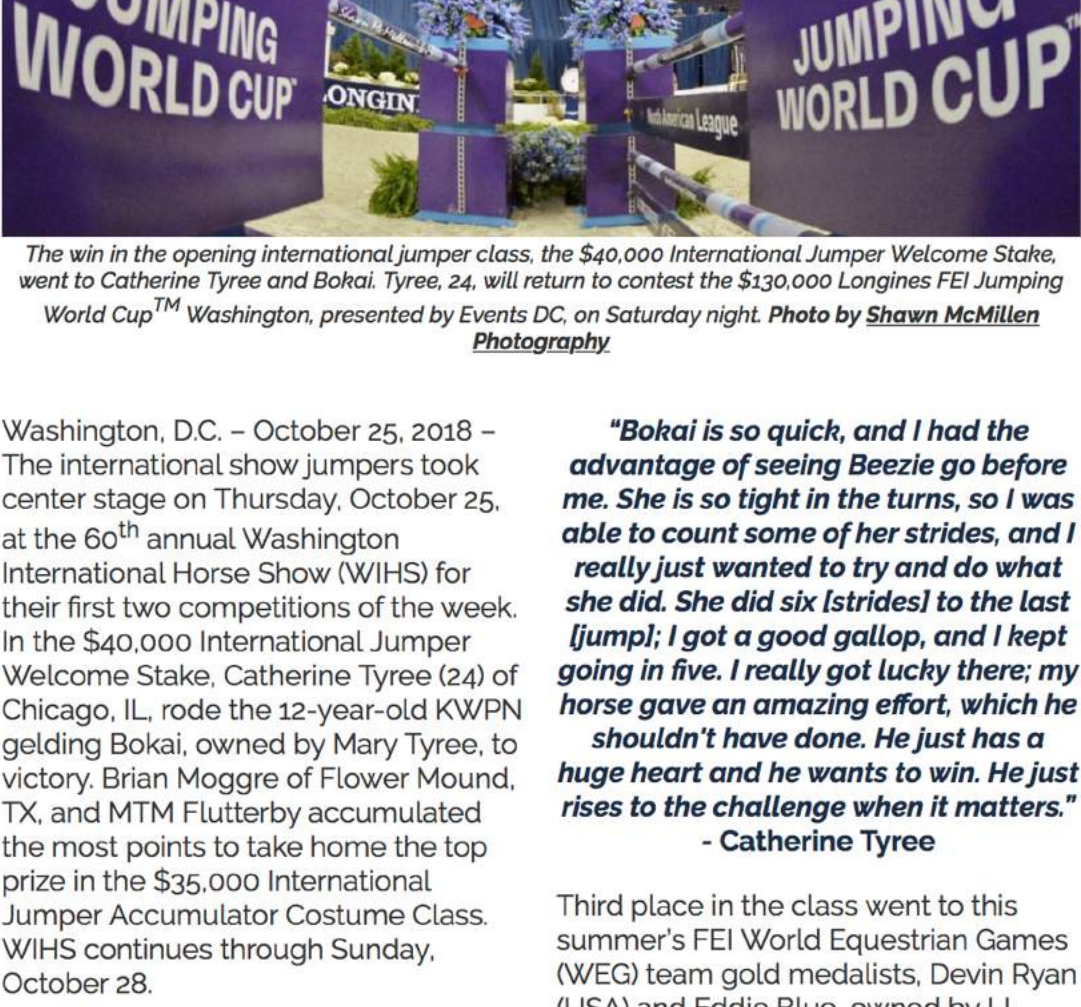 JUMPING
WORLD CUP™
LONGIN
North American League
JUMPING
WORLD CUP™
The win in the opening international jumper class, the $40,000 International Jumper Welcome Stake,
went to Catherine Tyree and Bokai. Tyree, 24, will return to contest the $130,000 Longines FEI Jumping
World Cup™ Washington, presented by Events DC, on Saturday night. Photo by Shawn McMillen
Photography
Washington, D.C. – October 25, 2018 –
The international show jumpers took
center stage on Thursday, October 25,
at the 60th annual Washington
International Horse Show (WIHS) for
their first two competitions of the week.
In the $40,000 International Jumper
Welcome Stake, Catherine Tyree (24) of
Chicago, IL, rode the 12-year-old KWPN
gelding Bokai, owned by Mary Tyree, to
victory. Brian Moggre of Flower Mound,
TX, and MTM Flutterby accumulated
the most points to take home the top
prize in the $35,000 International
Jumper Accumulator Costume Class.
WIHS continues through Sunday,
October 28.
"Bokai is so quick, and I had the
advantage of seeing Beezie go before
me. She is so tight in the turns, so I was
able to count some of her strides, and I
really just wanted to try and do what
she did. She did six [strides] to the last
[jump]; I got a good gallop, and I kept
going in five. I really got lucky there; my
horse gave an amazing effort, which he
shouldn't have done. He just has a
huge heart and he wants to win. He just
rises to the challenge when it matters."
- Catherine Tyree
Third place in the class went to this
summer's FEI World Equestrian Games
(WEG) team gold medalists, Devin Ryan
(USA) and Eddie Blue, owned by LL